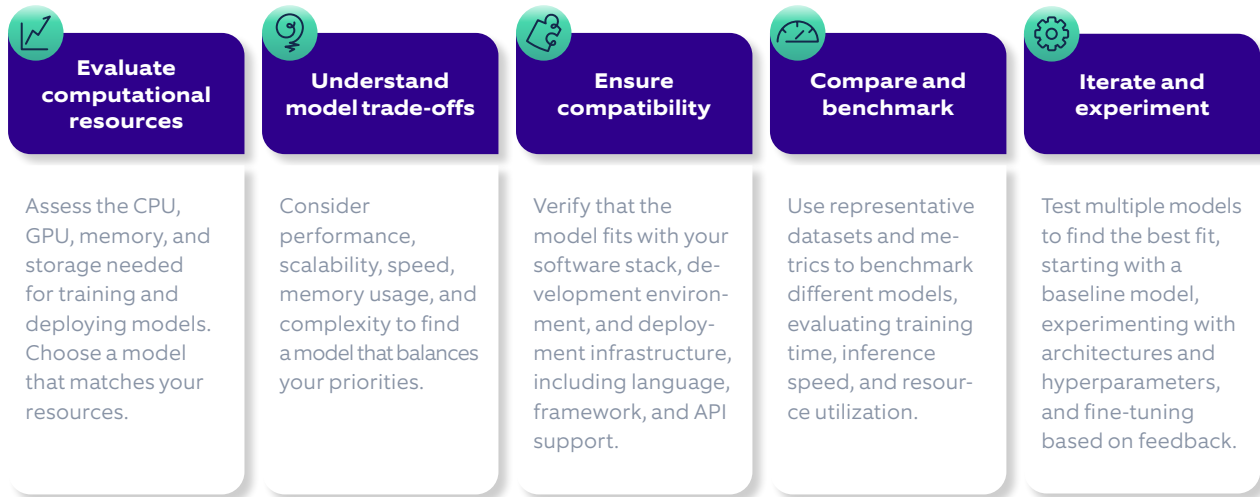 Evaluate
computational
resources
Assess the CPU,
GPU, memory, and
storage needed
for training and
deploying models.
Choose a model
that matches your
resources.
Understand
model trade-offs
Consider
performance,
scalability, speed,
memory usage, and
complexity to find
a model that balances
your priorities.
Ensure
compatibility
Verify that the
model fits with your
software stack, de-
velopment environ-
ment, and deploy-
ment infrastructure,
including language,
framework, and API
support.
Compare and
benchmark
Use representative
datasets and me-
trics to benchmark
different models,
evaluating training
time, inference
speed, and resour-
ce utilization.
Iterate and
experiment
Test multiple models
to find the best fit,
starting with a
baseline model,
experimenting with
architectures and
hyperparameters,
and fine-tuning
based on feedback.